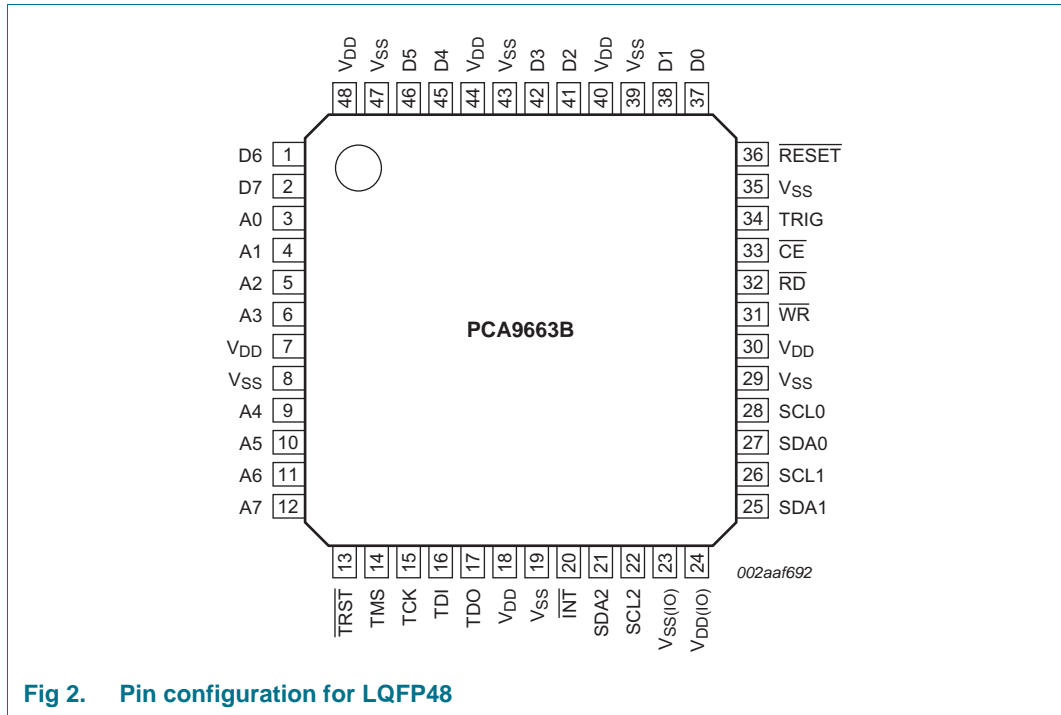 VDD VSS D5 D4 VDD VSS D3 D2 VDD VSS D1 D0
48 47 46 45 44 43 42 41 40 39 38 37
D6 1
D7 2
A0 3
A1 4
A2 5
A3 6
VDD 7
VSS 8
A4 9
A5 10
A6 11
A7 12
PCA9663B
36 RESET
35 VSS
34 TRIG
33 CE
32 RD
31 WR
30 VDD
29 VSS
28 SCL0
27 SDA0
26 SCL1
25 SDA1
13 14 15 16 17 18 19 20 21 22 23 24
TRST TMS TCK TDI TDO VDD VSS INT SDA2 SCL2 VSS(IO) VDD(IO)
002aaf692
Fig 2. Pin configuration for LQFP48